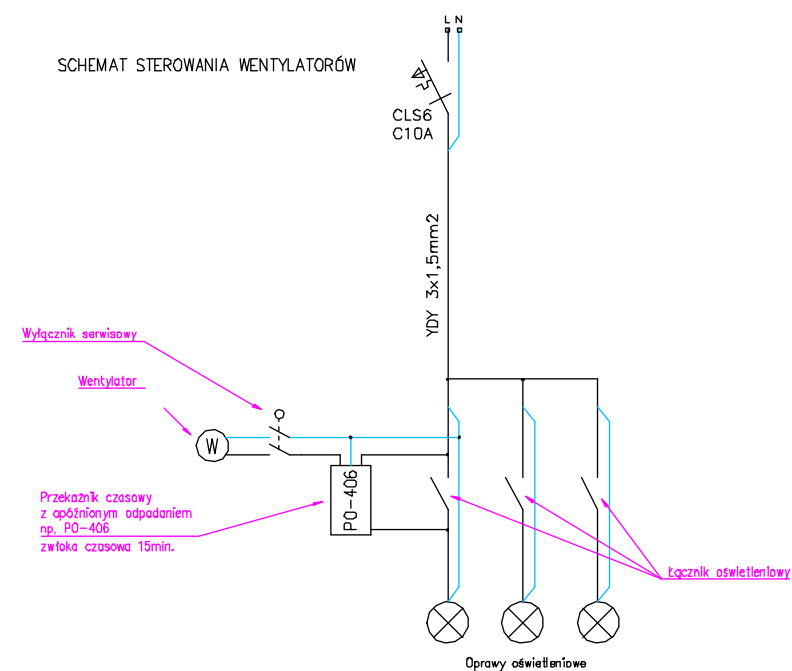 L N
SCHEMAT STEROWANIA WENTYLATORÓW
CLS6
C10A
YDY 3x1,5mm2
Wyłącznik serwisowy
Wentylator
W
PO-406
Przekaźnik czasowy
z opóźnionym odpadaniem
np. PO-406
zwłoka czasowa 15min.
Łącznik oświetleniowy
Oprawy oświetleniowe